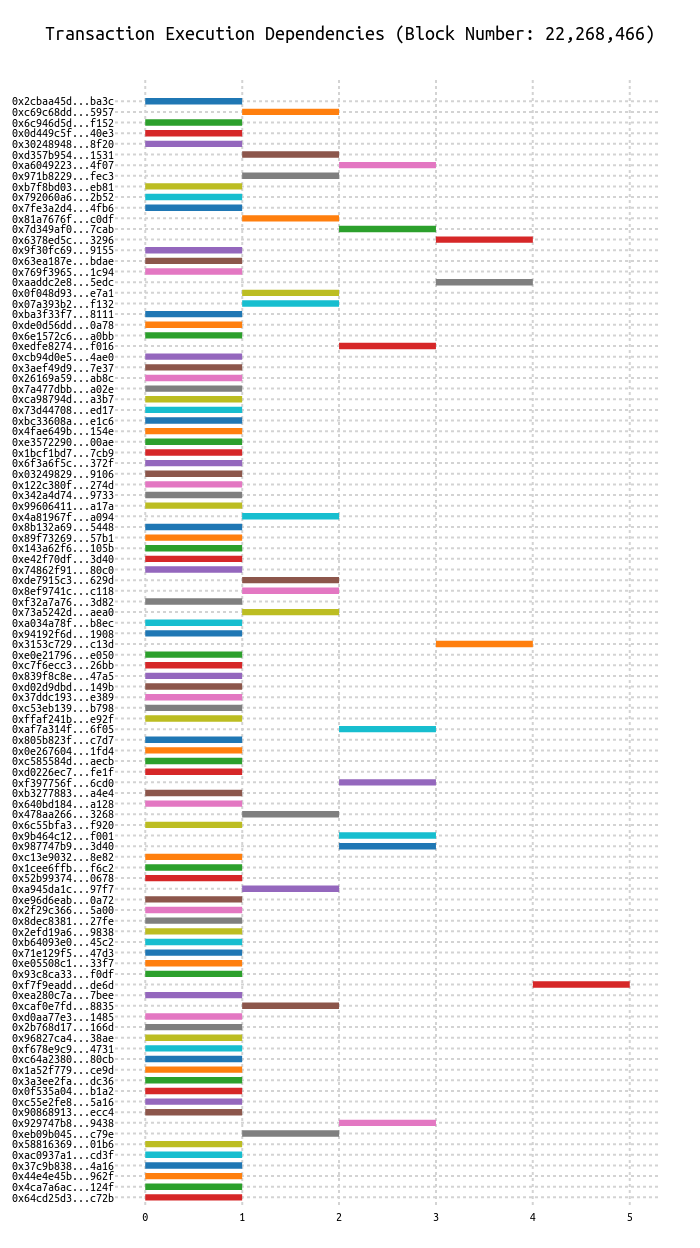 Transaction Execution Dependencies (Block Number: 22,268,466)
0x2cbaa45d...ba3c
0xc69c68dd...5957
0x6c946d5d...f152
0x0d449c5f...40e3
0x30248948...8f20
0xd357b954...1531
0xa6049223...4f07
0x971b8229...fec3
0xb7f8bd03...eb81
0x792060a6...2b52
0x7fe3a2d4...4fb6
0x81a7676f...c0df
0x7d349af0...7cab
0x6378ed5c...3296
0x9f30fc69...9155
0x63ea187e...bdae
0x769f3965...1c94
0xaaddc2e8...5edc
0x0f048d93...e7a1
0x07a393b2...f132
0xba3f33f7...8111
0xde0d56dd...0a78
0x6e1572c6...a0bb
0xedfe8274...f016
0xcb94d0e5...4ae0
0x3aef49d9...7e37
0x26169a59...ab8c
0x7a477dbb...a02e
0xca98794d...a3b7
0x73d44708...ed17
0xbc33608a...e1c6
0x4fae649b...154e
0xe3572290...00ae
0x1bcf1bd7...7cb9
0x6f3a6f5c...372f
0x03249829...9106
0x122c380f...274d
0x342a4d74...9733
0x99606411...a17a
0x4a81967f...a094
0x8b132a69...5448
0x89f73269...57b1
0x143a62f6...105b
0xe42f70df...3d40
0x74862f91...80c0
0xde7915c3...629d
0x8ef9741c...c118
0xf32a7a76...3d82
0x73a5242d...aea0
0xa034a78f...b8ec
0x94192f6d...1908
0x3153c729...c13d
0xe0e21796...e050
0xc7f6ecc3...26bb
0x839f8c8e...47a5
0xd02d9dbd...149b
0x37ddc193...e389
0xc53eb139...b798
0xffaf241b...e92f
0xaf7a314f...6f05
0x805b823f...c7d7
0x0e267604...1fd4
0xc585584d...aecb
0xd0226ec7...fe1f
0xf397756f...6cd0
0xb3277883...a4e4
0x640bd184...a128
0x478aa266...3268
0x6c55bfa3...f920
0x9b464c12...f001
0x987747b9...3d40
0xc13e9032...8e82
0x1cee6ffb...f6c2
0x52b99374...0678
0xa945da1c...97f7
0xe96d6eab...0a72
0x2f29c366...5a00
0x8dec8381...27fe
0x2efd19a6...9838
0xb64093e0...45c2
0x71e129f5...47d3
0xe05508c1...33f7
0x93c8ca33...f0df
0xf7f9eadd...de6d
0xea280c7a...7bee
0xcaf0e7fd...8835
0xd0aa77e3...1485
0x2b768d17...166d
0x96827ca4...38ae
0xf678e9c9...4731
0xc64a2380...80cb
0x1a52f779...ce9d
0x3a3ee2fa...dc36
0x0f535a04...b1a2
0xc55e2fe8...5a16
0x90868913...ecc4
0x929747b8...9438
0xeb09b045...c79e
0x58816369...01b6
0xac0937a1...cd3f
0x37c9b838...4a16
0x44e4e45b...962f
0x4ca7a6ac...124f
0x64cd25d3...c72b
0 1 2 3 4 5